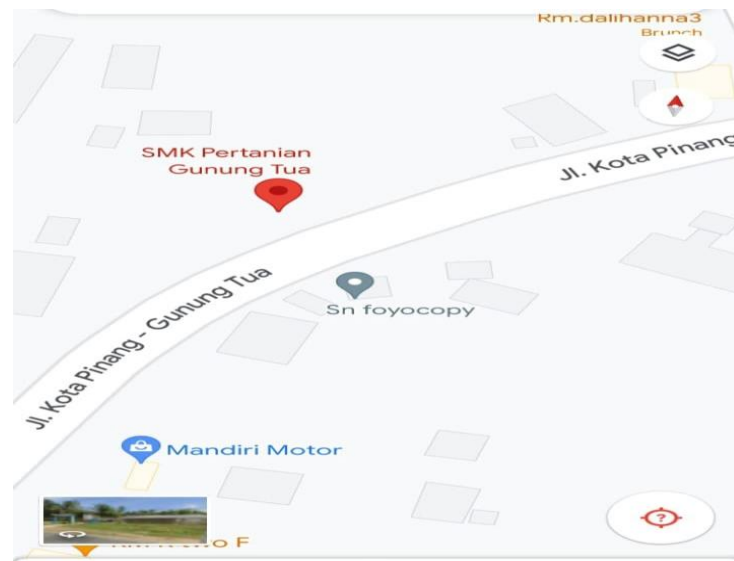 Rm.dalihanna3
Brunch
SMK Pertanian
Gunung Tua
Jl. Kota Pinang
Jl. Kota Pinang - Gunung Tua
Sn foyocopy
Mandiri Motor
?